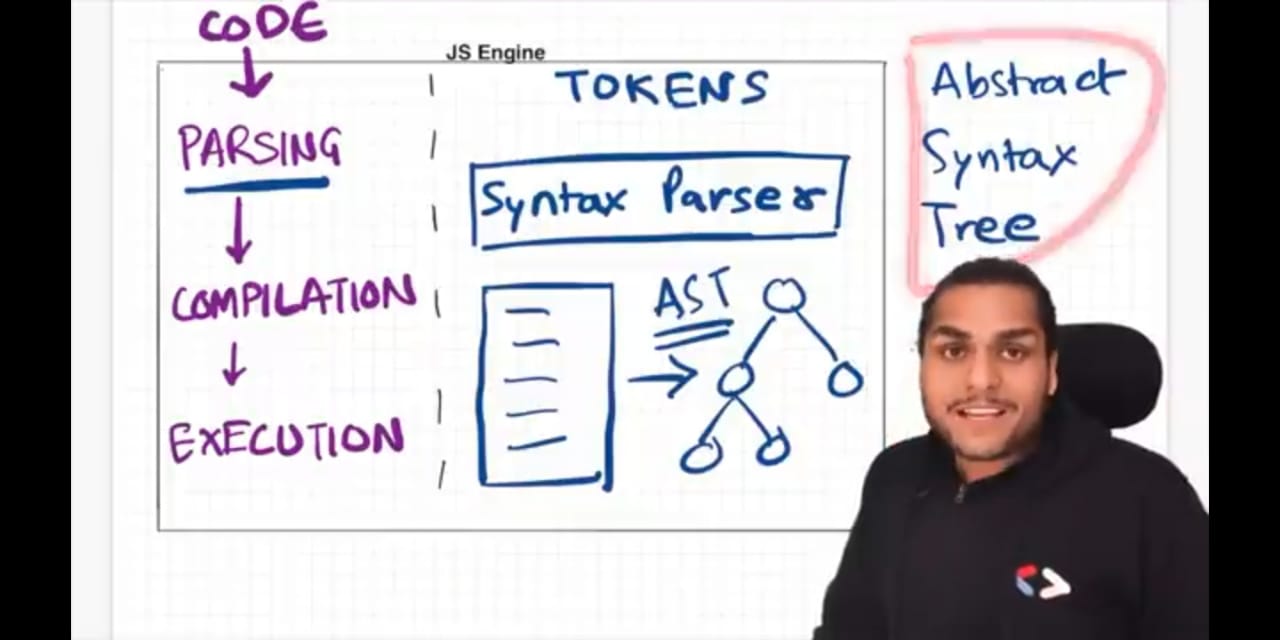 CODE
JS Engine
PARSING
COMPILATION
EXECUTION
TOKENS
Syntax Parser
AST
Abstract
Syntax
Tree